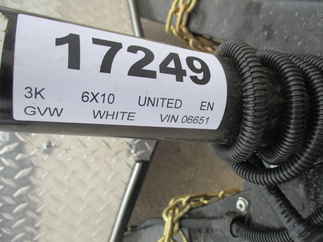 17249
3K 6X10 UNITED EN
GVW WHITE VIN 06651